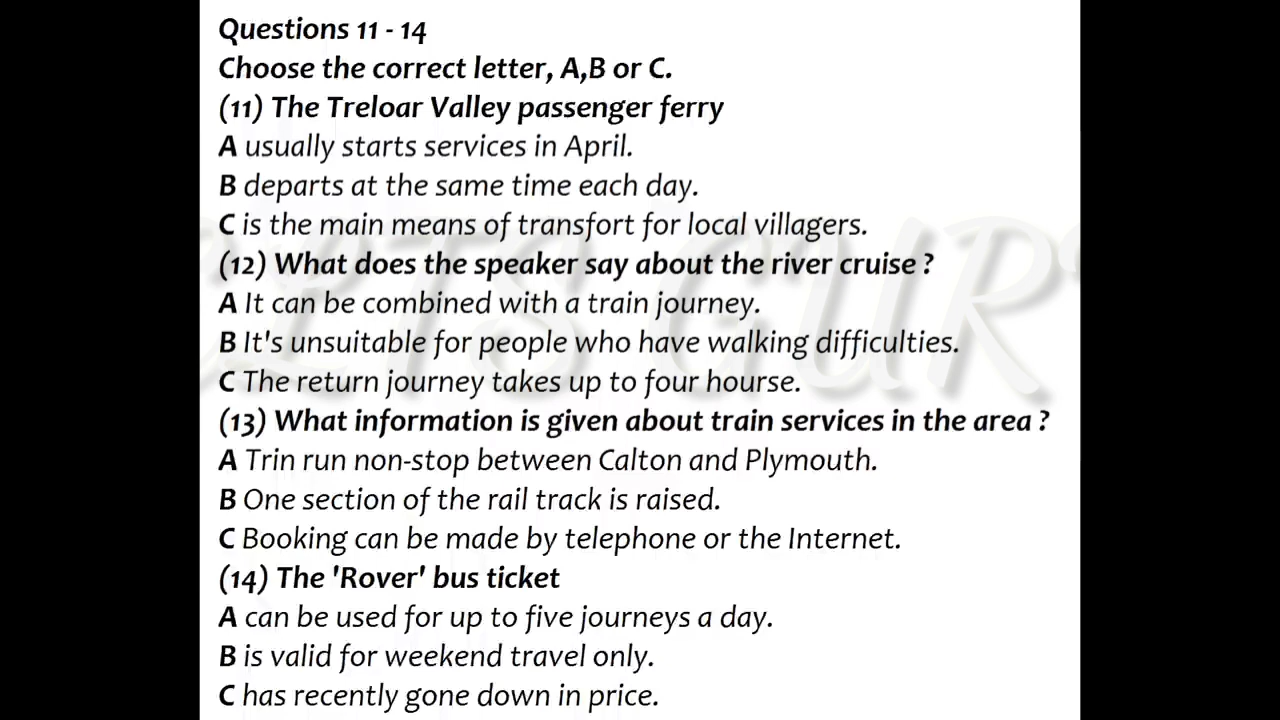 Questions 11 - 14
Choose the correct letter, A,B or C.
(11) The Treloar Valley passenger ferry
A usually starts services in April.
B departs at the same time each day.
C is the main means of transfort for local villagers.
(12) What does the speaker say about the river cruise ?
A It can be combined with a train journey.
B It's unsuitable for people who have walking difficulties.
C The return journey takes up to four hourse.
(13) What information is given about train services in the area ?
A Trin run non-stop between Calton and Plymouth.
B One section of the rail track is raised.
C Booking can be made by telephone or the Internet.
(14) The 'Rover' bus ticket
A can be used for up to five journeys a day.
B is valid for weekend travel only.
C has recently gone down in price.